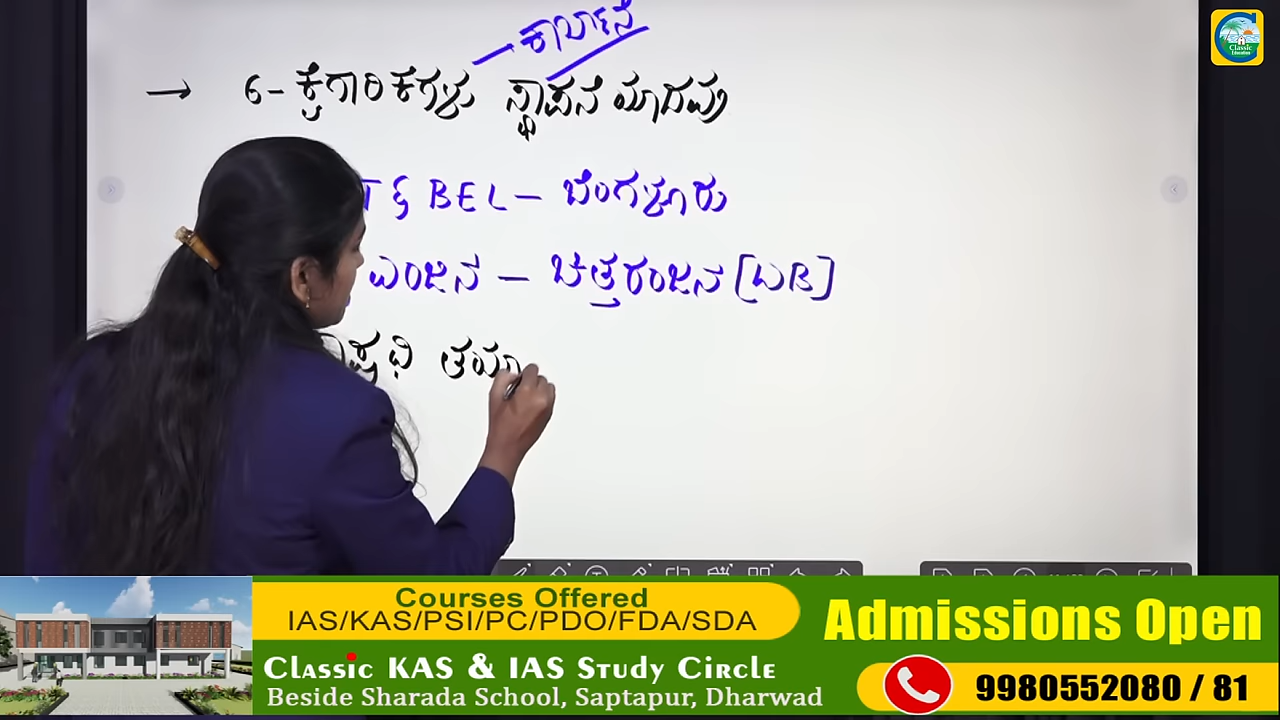 ಕಾರ್ಖಾನೆ
→ 6 - ಕೈಗಾರಿಕೆಗಳು ಸ್ಥಾಪನೆ ಮಾಡುವು
T & BEL - ಬೆಂಗಳೂರು
ಎಂಜಿನ - ಚಿತ್ತರಂಜನ [WB]
Classic
Education
Courses Offered
IAS/KAS/PSI/PC/PDO/FDA/SDA
Classic KAS & IAS Study Circle
Beside Sharada School, Saptapur, Dharwad
Admissions Open
9980552080 / 81